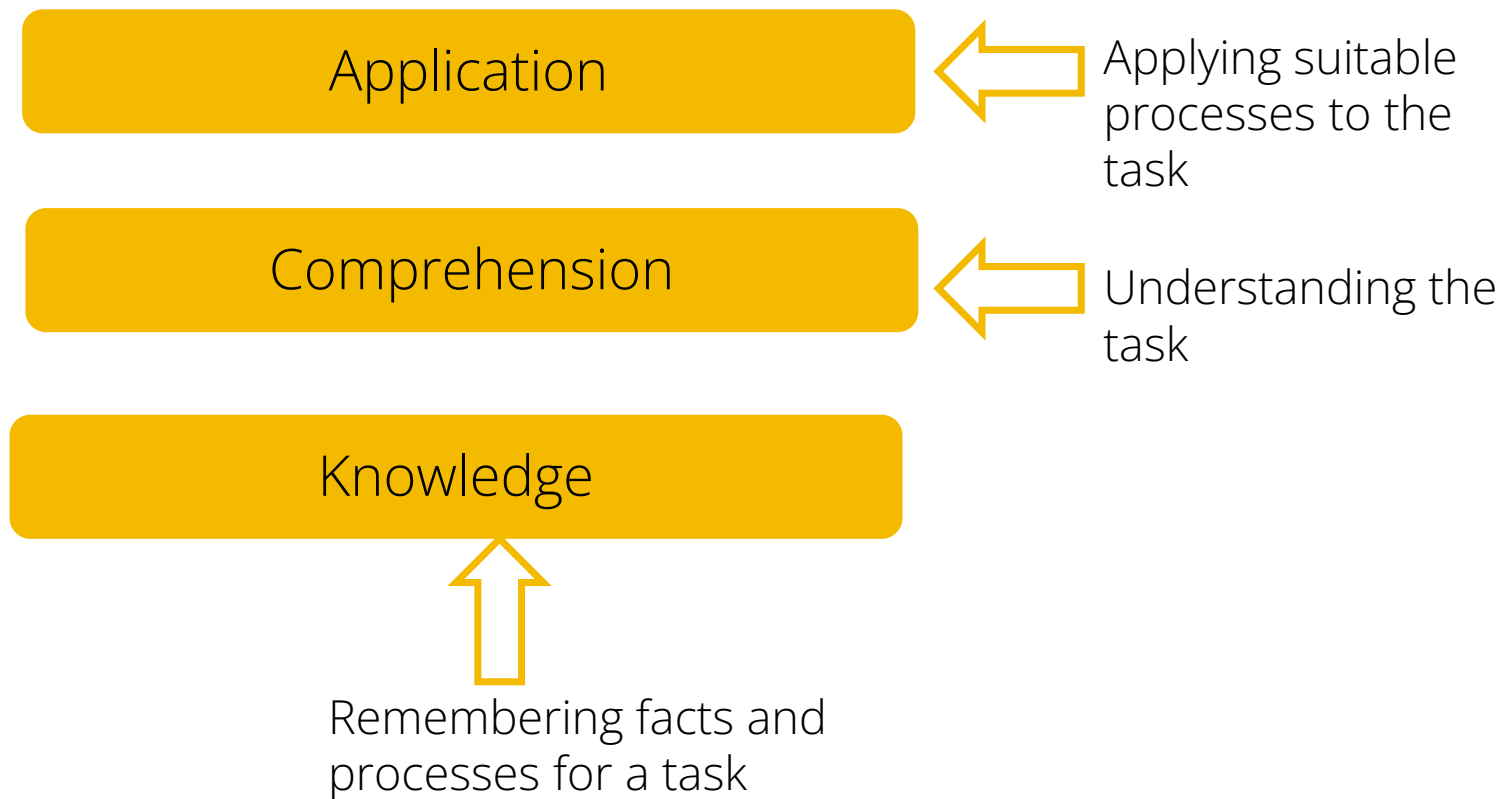 Application
Applying suitable
processes to the
task
Comprehension
Understanding the
task
Knowledge
Remembering facts and
processes for a task